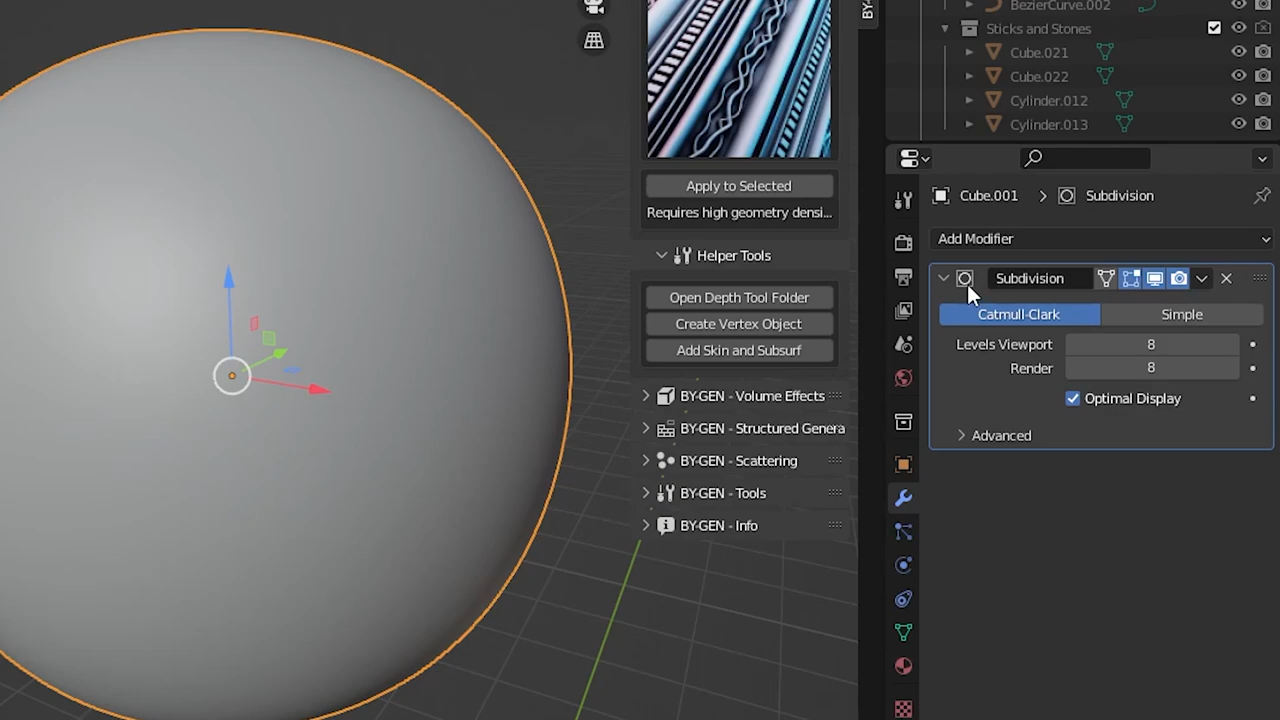 BezierCurve.002
Sticks and Stones
Cube.021
Cube.022
Cylinder.012
Cylinder.013
BY-
Apply to Selected
Requires high geometry densi...
Helper Tools
Open Depth Tool Folder
Create Vertex Object
Add Skin and Subsurf
BY-GEN - Volume Effects
BY-GEN - Structured Genera
BY-GEN - Scattering
BY-GEN - Tools
BY-GEN - Info
Cube.001 > Subdivision
Add Modifier
Subdivision
Catmull-Clark Simple
Levels Viewport 8
Render 8
Optimal Display
Advanced